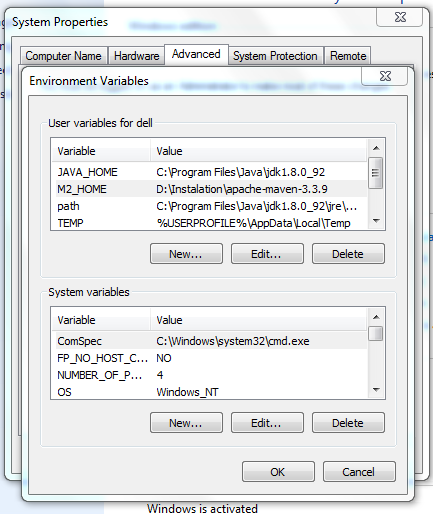 System Properties
Computer Name Hardware Advanced System Protection Remote
Environment Variables
User variables for dell
Variable Value
JAVA_HOME C:\Program Files\Java\jdk1.8.0_92
M2_HOME D:\Instalation\apache-maven-3.3.9
path C:\Program Files\Java\jdk1.8.0_92\jre\...
TEMP %USERPROFILE%\AppData\Local\Temp
New... Edit... Delete
System variables
Variable Value
ComSpec C:\Windows\system32\cmd.exe
FP_NO_HOST_C... NO
NUMBER_OF_P... 4
OS Windows_NT
New... Edit... Delete
OK Cancel
Windows is activated